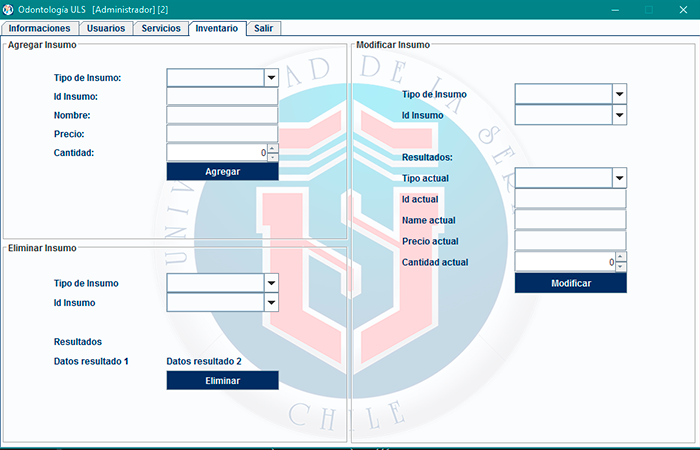 Odontología ULS [Administrador] [2]
Informaciones Usuarios Servicios Inventario Salir
Agregar Insumo
Tipo de Insumo:
Id Insumo:
Nombre:
Precio:
Cantidad: 0
Agregar
Eliminar Insumo
Tipo de Insumo
Id Insumo
Resultados
Datos resultado 1 Datos resultado 2
Eliminar
Modificar Insumo
Tipo de Insumo
Id Insumo
Resultados:
Tipo actual
Id actual
Name actual
Precio actual
Cantidad actual 0
Modificar
DE LA
CHILE